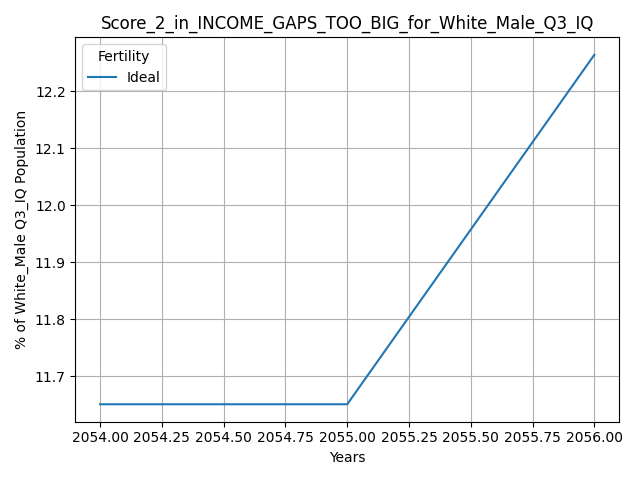 Score_2_in_INCOME_GAPS_TOO_BIG_for_White_Male_Q3_IQ
Fertility
Ideal
% of White_Male Q3_IQ Population
12.2
12.1
12.0
11.9
11.8
11.7
2054.00 2054.25 2054.50 2054.75 2055.00 2055.25 2055.50 2055.75 2056.00
Years